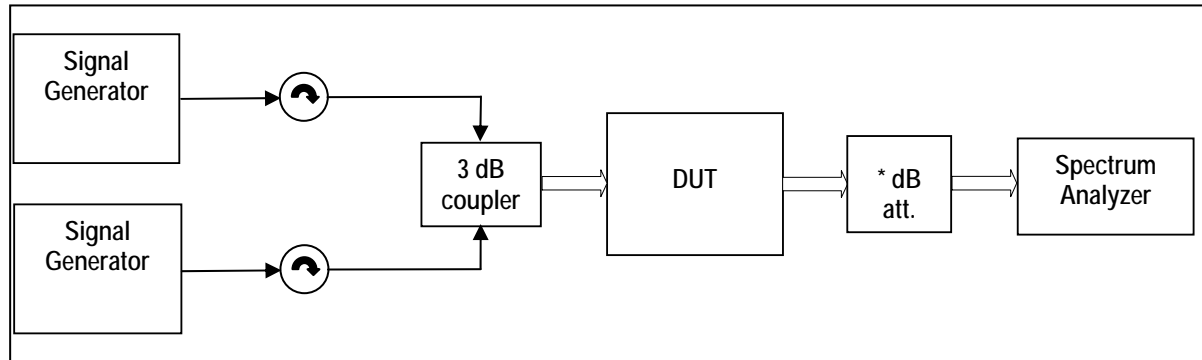 Signal
Generator
3 dB
coupler
DUT
* dB
att.
Spectrum
Analyzer
Signal
Generator